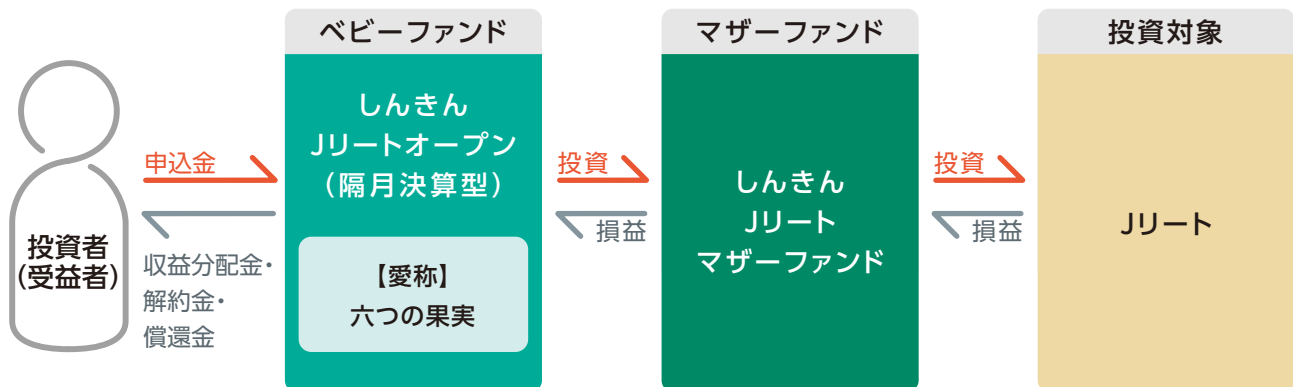 ベビーファンド
マザーファンド
投資対象
投資者
(受益者)
申込金
収益分配金・
解約金・
償還金
しんきん
Jリートオープン
（隔月決算型）
【愛称】
六つの果実
投資
損益
しんきん
Jリート
マザーファンド
投資
損益
Jリート